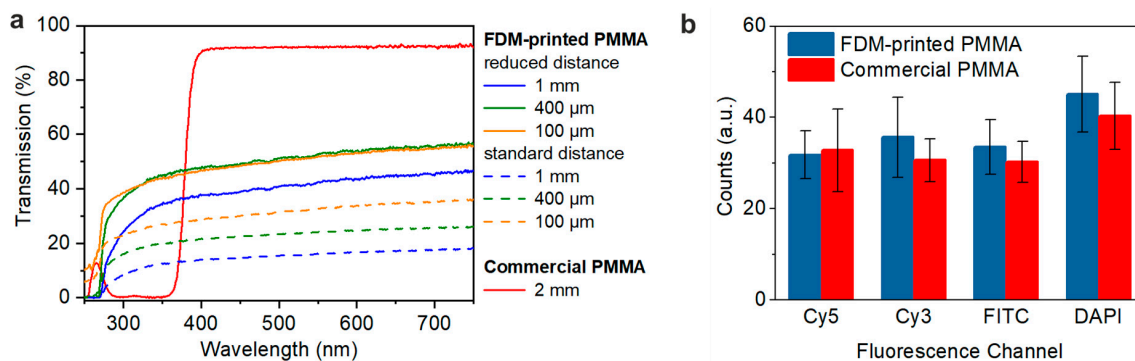 a
Transmission (%)
100
80
60
40
20
0
300
400
500
600
700
Wavelength (nm)
FDM-printed PMMA
reduced distance
1 mm
400 µm
100 µm
standard distance
1 mm
400 µm
100 µm
Commercial PMMA
2 mm
b
Counts (a.u.)
60
40
20
0
FDM-printed PMMA
Commercial PMMA
Cy5
Cy3
FITC
DAPI
Fluorescence Channel